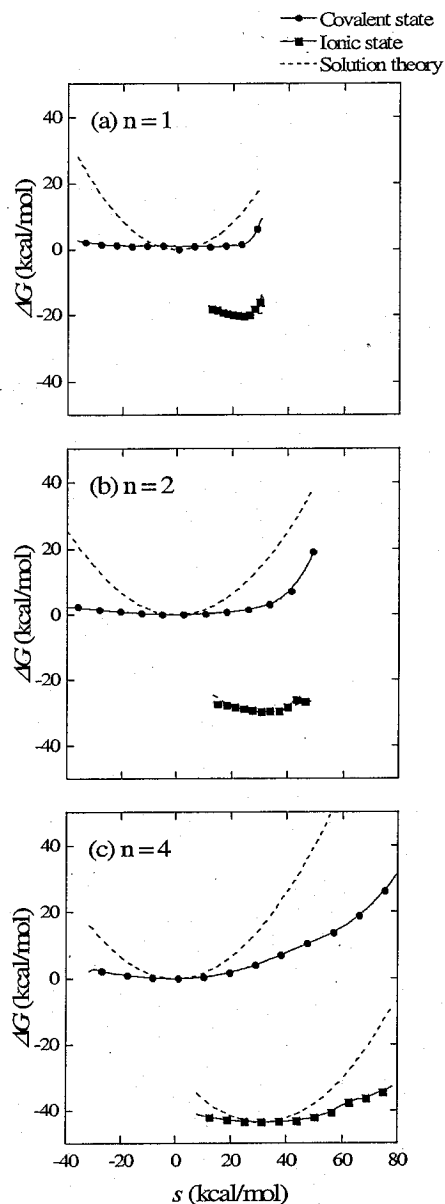 Covalent state
Ionic state
Solution theory
(a) n=1
40
20
0
-20
-40
ΔG (kcal/mol)
(b) n=2
40
20
0
-20
-40
ΔG (kcal/mol)
(c) n=4
40
20
0
-20
-40
ΔG (kcal/mol)
-40 -20 0 20 40 60 80
s (kcal/mol)